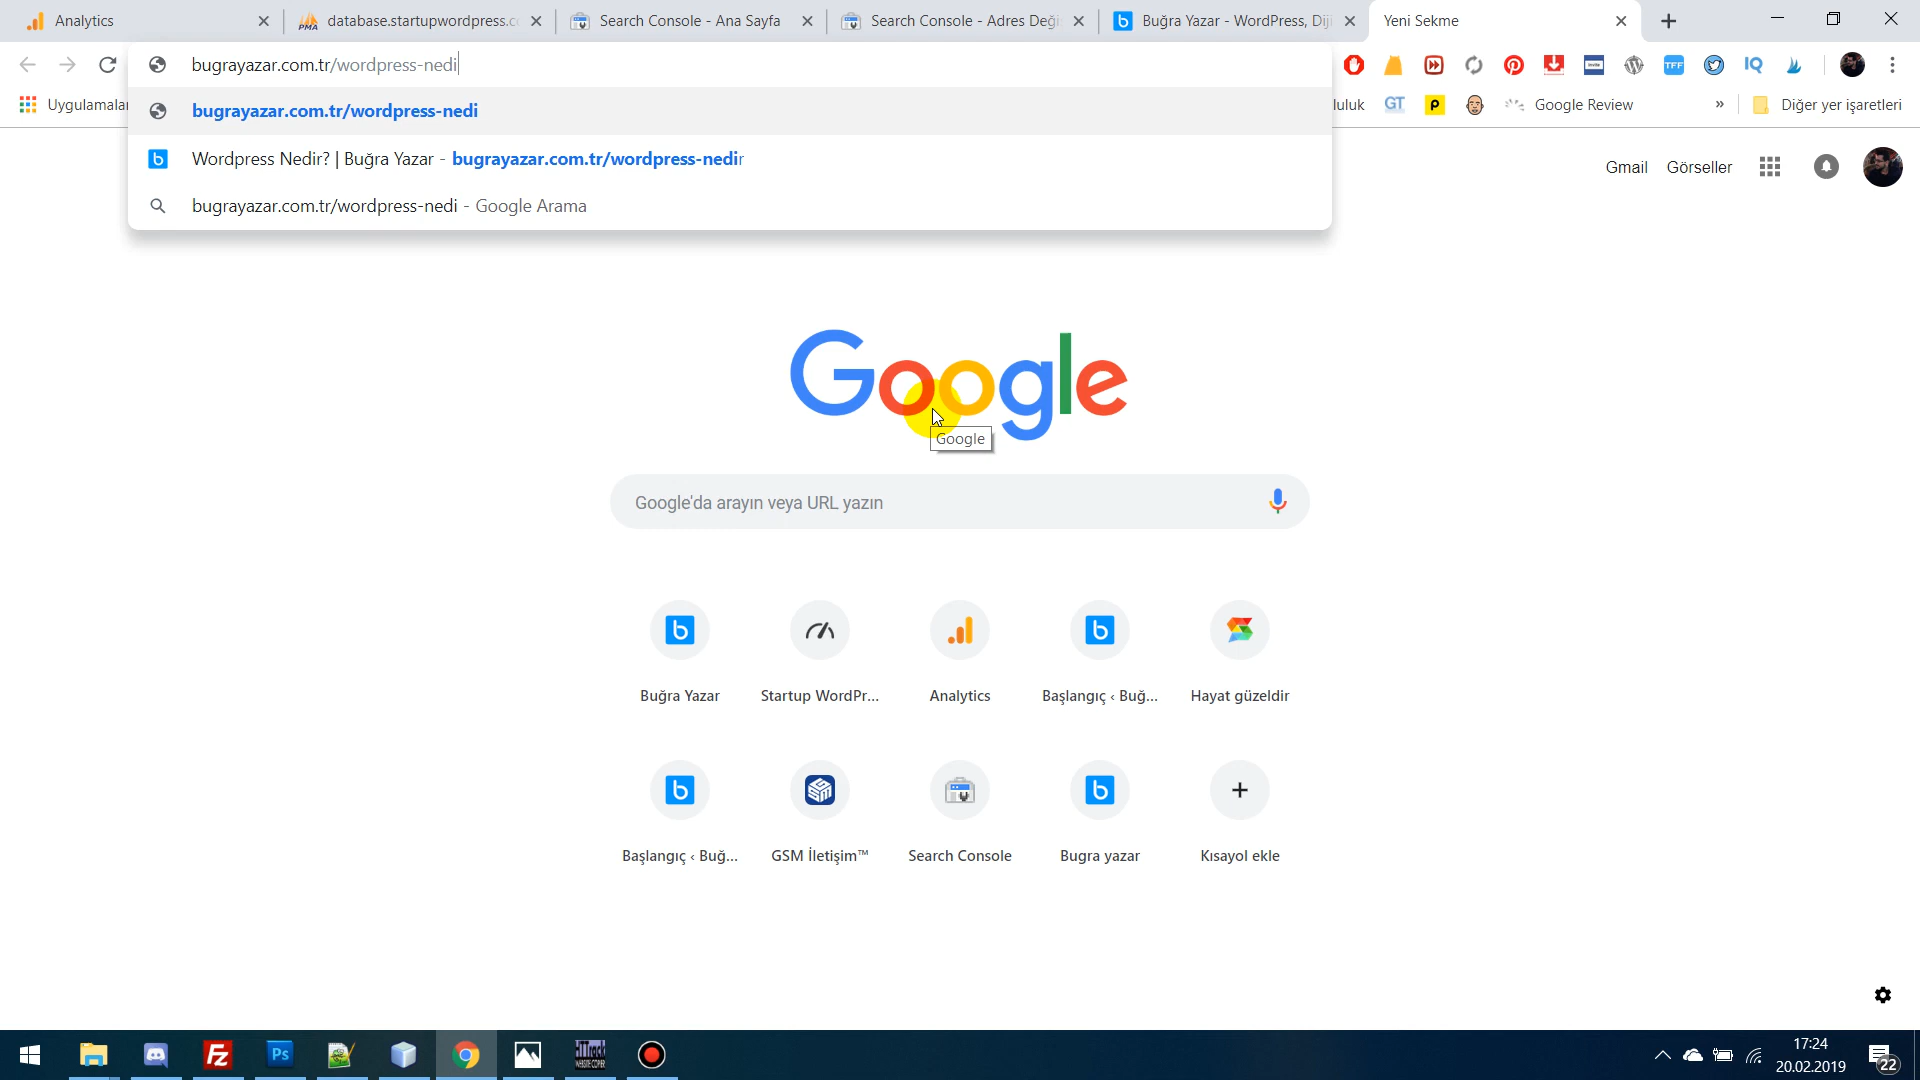 Analytics
database.startupwordpress.c
Search Console - Ana Sayfa
Search Console - Adres Deği
Buğra Yazar - WordPress, Diji
Yeni Sekme
bugrayazar.com.tr/wordpress-nedi
Uygulamalar
luluk
GT
Google Review
»
Diğer yer işaretleri
bugrayazar.com.tr/wordpress-nedi
Wordpress Nedir? | Buğra Yazar - bugrayazar.com.tr/wordpress-nedir
bugrayazar.com.tr/wordpress-nedi - Google Arama
Gmail
Görseller
Google
Google
Google'da arayın veya URL yazın
Buğra Yazar
Startup WordPr...
Analytics
Başlangıç ‹ Buğ...
Hayat güzeldir
Başlangıç ‹ Buğ...
GSM İletişim™
Search Console
Bugra yazar
Kısayol ekle
17:24
20.02.2019
22